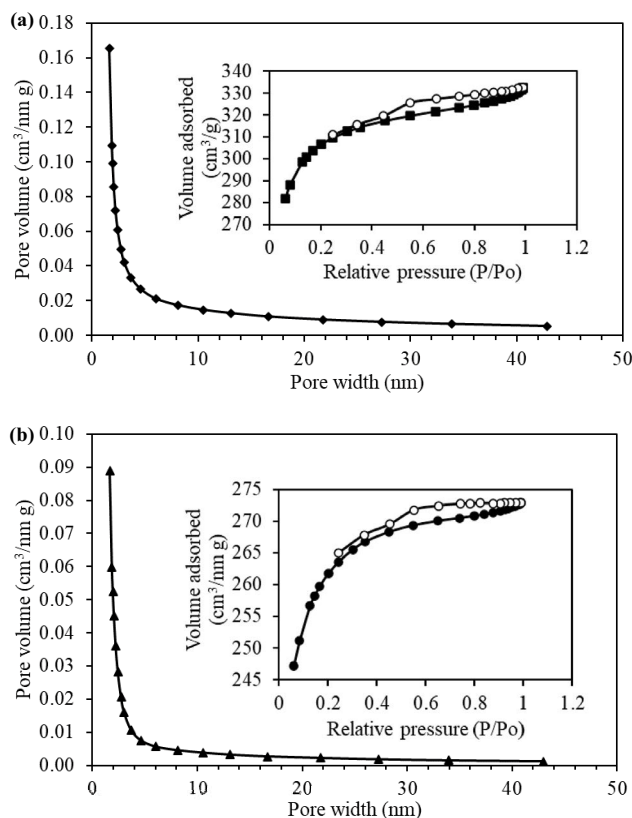 (a)
0.18
0.16
0.14
0.12
0.10
0.08
0.06
0.04
0.02
0.00
Pore volume (cm³/nm g)
0 10 20 30 40 50
Pore width (nm)
340
330
320
310
300
290
280
270
Volume adsorbed
(cm³/g)
0 0.2 0.4 0.6 0.8 1 1.2
Relative pressure (P/Po)
(b)
0.10
0.09
0.08
0.07
0.06
0.05
0.04
0.03
0.02
0.01
0.00
Pore volume (cm³/nm g)
0 10 20 30 40 50
Pore width (nm)
275
270
265
260
255
250
245
Volume adsorbed
(cm³/nm g)
0 0.2 0.4 0.6 0.8 1 1.2
Relative pressure (P/Po)